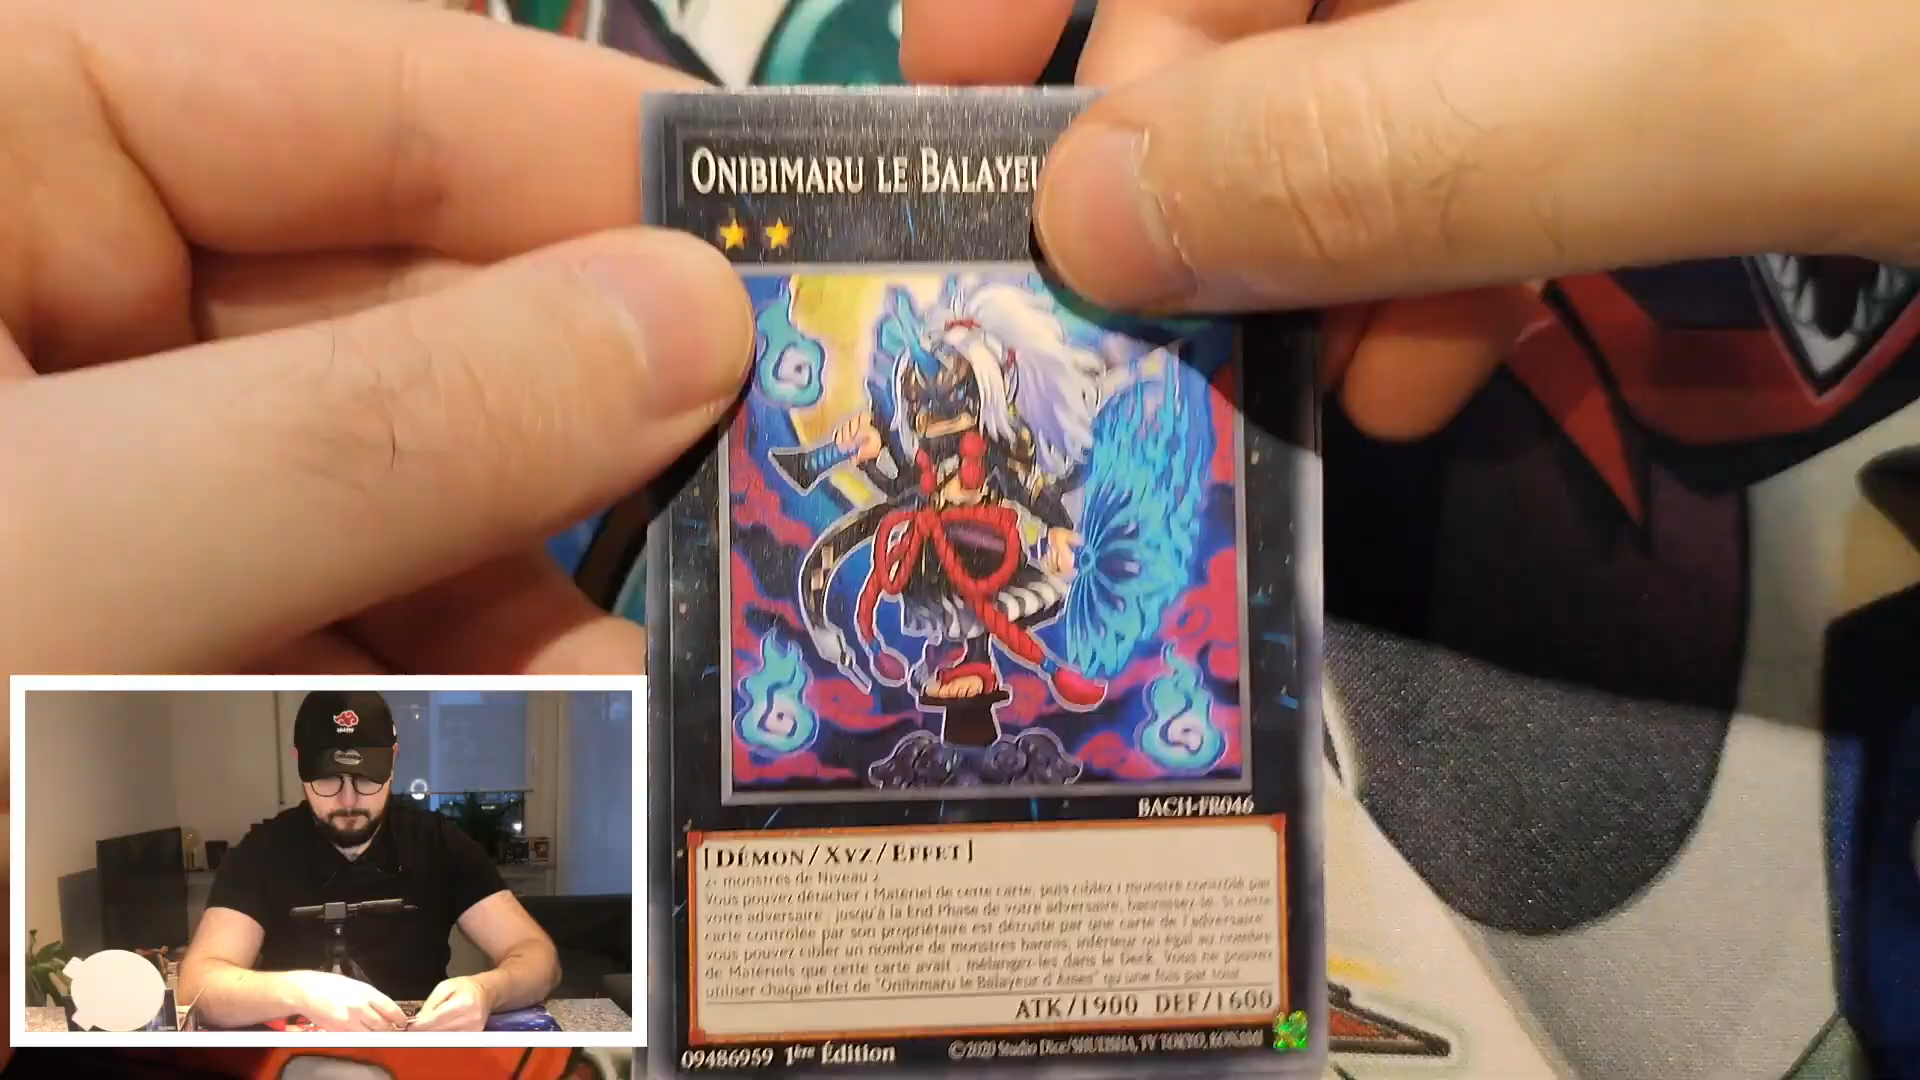 ONIBIMARU LE BALAYEU
BACH-FR046
[DÉMON/XYZ/EFFET]
2+ monstres de Niveau 2
Vous pouvez détacher 1 Matériel de cette carte, puis ciblez 1 monstre contrôlé par
votre adversaire ; jusqu'à la End Phase de votre adversaire, bannissez-le. Si cette
carte contrôlée par son propriétaire est détruite par une carte de l'adversaire :
vous pouvez cibler un nombre de monstres bannis, inférieur ou égal au nombre
de Matériels que cette carte avait ; mélangez-les dans le Deck. Vous ne pouvez
utiliser chaque effet de "Onibimaru le Balayeur d'Âmes" qu'une fois par tour.
ATK/1900 DEF/1600
09486959 1ère Édition
©2020 Studio Dice/SHUEISHA, TV TOKYO, KONAMI